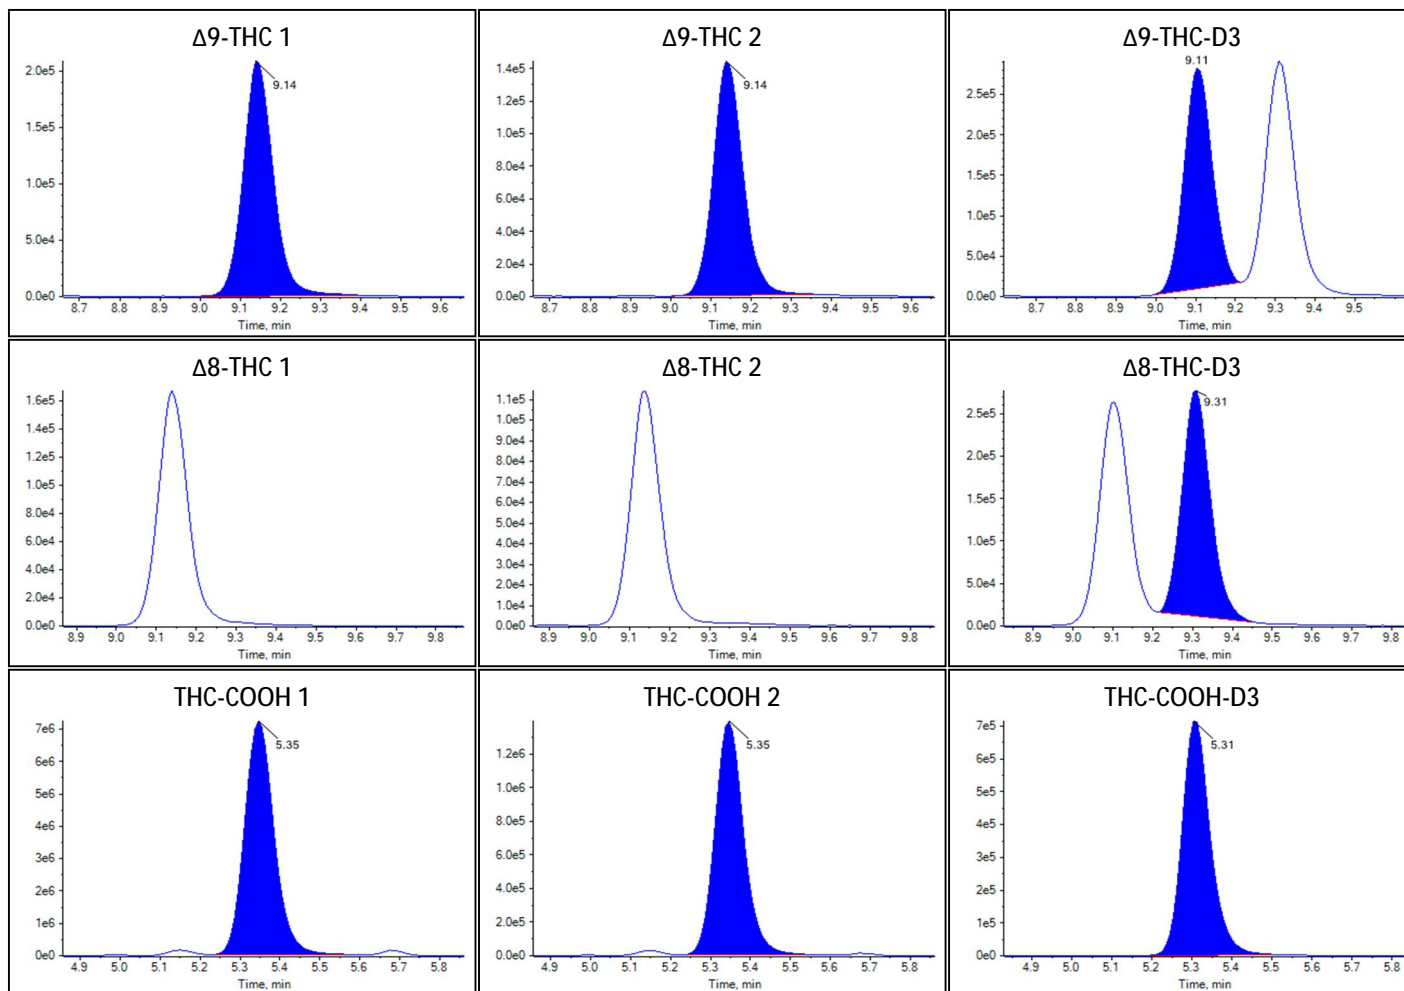 Δ9-THC 1
2.0e5
1.5e5
1.0e5
5.0e4
0.0e0
9.14
8.7 8.8 8.9 9.0 9.1 9.2 9.3 9.4 9.5 9.6
Time, min
Δ9-THC 2
1.4e5
1.2e5
1.0e5
8.0e4
6.0e4
4.0e4
2.0e4
0.0e0
9.14
8.7 8.8 8.9 9.0 9.1 9.2 9.3 9.4 9.5 9.6
Time, min
Δ9-THC-D3
9.11
2.5e5
2.0e5
1.5e5
1.0e5
5.0e4
0.0e0
8.7 8.8 8.9 9.0 9.1 9.2 9.3 9.4 9.5
Time, min
Δ8-THC 1
1.6e5
1.4e5
1.2e5
1.0e5
8.0e4
6.0e4
4.0e4
2.0e4
0.0e0
8.9 9.0 9.1 9.2 9.3 9.4 9.5 9.6 9.7 9.8
Time, min
Δ8-THC 2
1.1e5
1.0e5
9.0e4
8.0e4
7.0e4
6.0e4
5.0e4
4.0e4
3.0e4
2.0e4
1.0e4
0.0e0
8.9 9.0 9.1 9.2 9.3 9.4 9.5 9.6 9.7 9.8
Time, min
Δ8-THC-D3
9.31
2.5e5
2.0e5
1.5e5
1.0e5
5.0e4
0.0e0
8.9 9.0 9.1 9.2 9.3 9.4 9.5 9.6 9.7 9.8
Time, min
THC-COOH 1
7e6
6e6
5e6
4e6
3e6
2e6
1e6
0e0
5.35
4.9 5.0 5.1 5.2 5.3 5.4 5.5 5.6 5.7 5.8
Time, min
THC-COOH 2
1.2e6
1.0e6
8.0e5
6.0e5
4.0e5
2.0e5
0.0e0
5.35
4.9 5.0 5.1 5.2 5.3 5.4 5.5 5.6 5.7 5.8
Time, min
THC-COOH-D3
7e5
6e5
5e5
4e5
3e5
2e5
1e5
0e0
5.31
4.9 5.0 5.1 5.2 5.3 5.4 5.5 5.6 5.7 5.8
Time, min